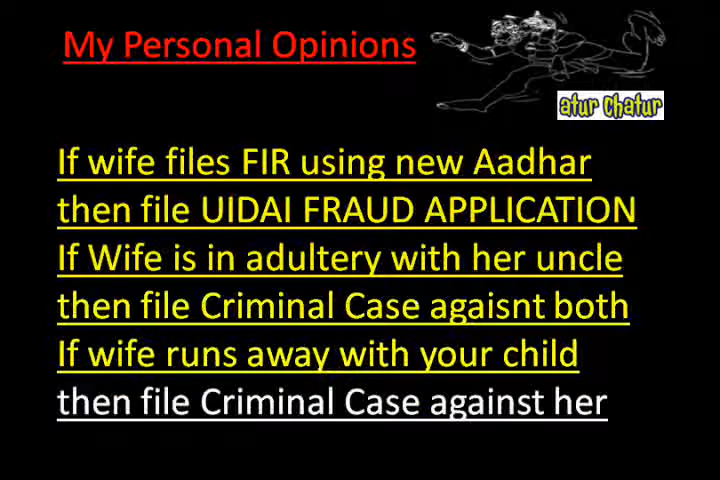 My Personal Opinions
atur chatur
If wife files FIR using new Aadhar
then file UIDAI FRAUD APPLICATION
If Wife is in adultery with her uncle
then file Criminal Case agaisnt both
If wife runs away with your child
then file Criminal Case against her